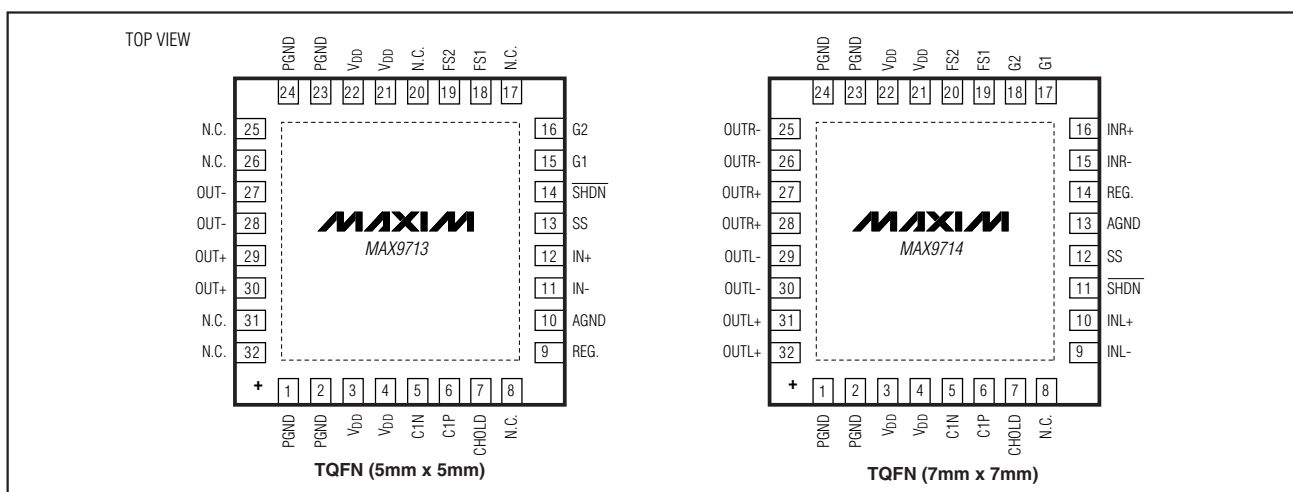 TOP VIEW
PGND
PGND
VDD
VDD
N.C.
FS2
FS1
N.C.
24
23
22
21
20
19
18
17
N.C. 25
N.C. 26
OUT- 27
OUT- 28
OUT+ 29
OUT+ 30
N.C. 31
N.C. 32
MAXIM
MAX9713
16 G2
15 G1
14 SHDN
13 SS
12 IN+
11 IN-
10 AGND
9 REG.
+
1
2
3
4
5
6
7
8
PGND
PGND
VDD
VDD
C1N
C1P
CHOLD
N.C.
TQFN (5mm x 5mm)
PGND
PGND
VDD
VDD
FS2
FS1
G2
G1
24
23
22
21
20
19
18
17
OUTR- 25
OUTR- 26
OUTR+ 27
OUTR+ 28
OUTL- 29
OUTL- 30
OUTL+ 31
OUTL+ 32
MAXIM
MAX9714
16 INR+
15 INR-
14 REG.
13 AGND
12 SS
11 SHDN
10 INL+
9 INL-
+
1
2
3
4
5
6
7
8
PGND
PGND
VDD
VDD
C1N
C1P
CHOLD
N.C.
TQFN (7mm x 7mm)